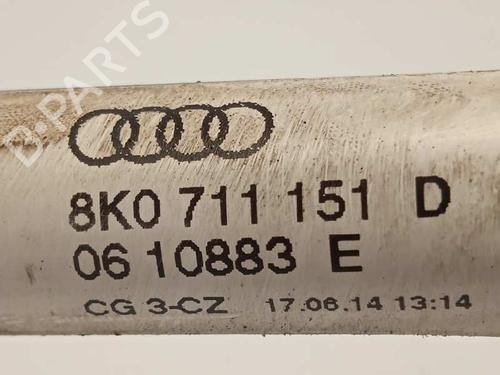 D-PARTS
8K0 711 151 D
06 10883 E
CG 3-CZ 17.06.14 13:14